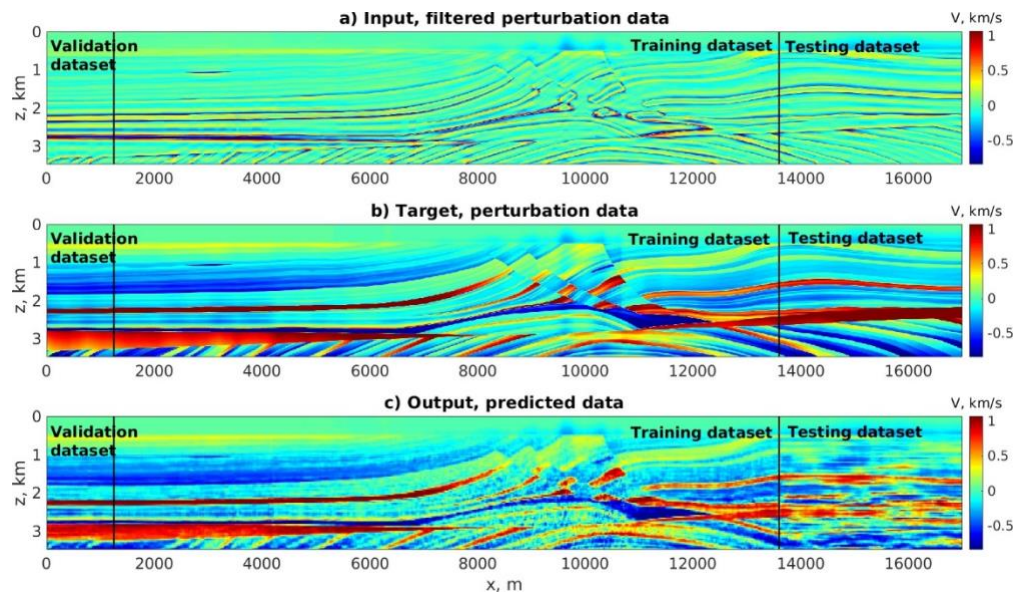 a) Input, filtered perturbation data
V, km/s
Validation
dataset
Training dataset
Testing dataset
z, km
0
1
2
3
1
0.5
0
-0.5
0 2000 4000 6000 8000 10000 12000 14000 16000
b) Target, perturbation data
V, km/s
Validation
dataset
Training dataset
Testing dataset
z, km
0
1
2
3
1
0.5
0
-0.5
0 2000 4000 6000 8000 10000 12000 14000 16000
c) Output, predicted data
V, km/s
Validation
dataset
Training dataset
Testing dataset
z, km
0
1
2
3
1
0.5
0
-0.5
0 2000 4000 6000 8000 10000 12000 14000 16000
x, m